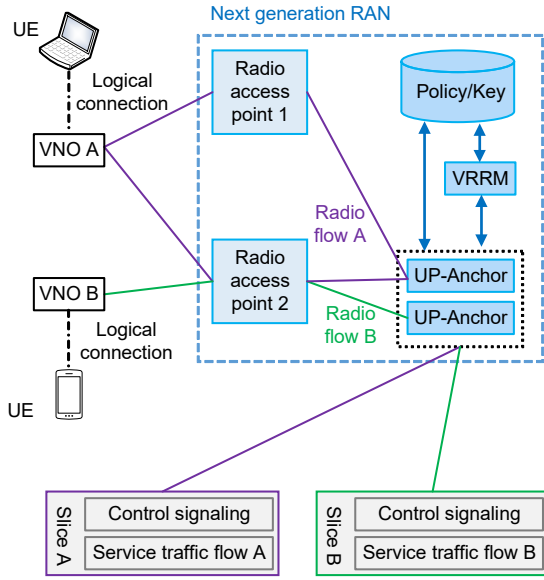 Next generation RAN
UE
Logical
connection
VNO A
Radio
access
point 1
Policy/Key
VRRM
Radio
flow A
VNO B
Radio
access
point 2
UP-Anchor
UP-Anchor
Radio
flow B
Logical
connection
UE
Slice A
Control signaling
Service traffic flow A
Slice B
Control signaling
Service traffic flow B